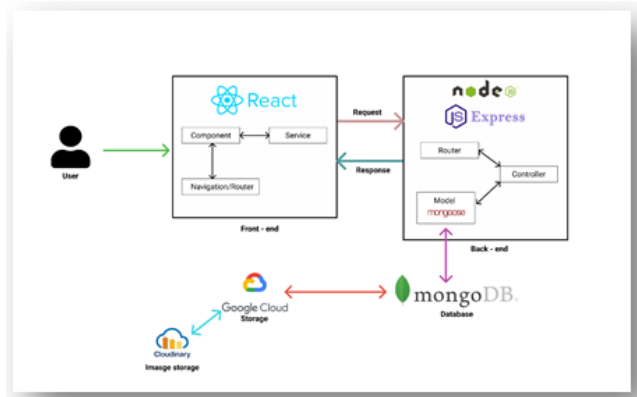 React
Component
Service
Navigation/Router
Front - end
User
Request
Response
node
JS
JS Express
Router
Controller
Model
mongoose
Back - end
mongoDB.
Database
Google Cloud
Storage
Cloudinary
Imasge storage